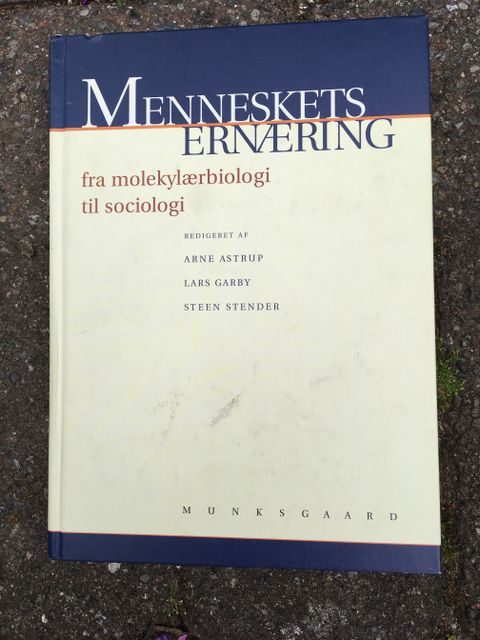 MENNESKETS
ERNÆRING
fra molekylærbiologi
til sociologi
REDIGERET AF
ARNE ASTRUP
LARS GARBY
STEEN STENDER
MUNKSGAARD